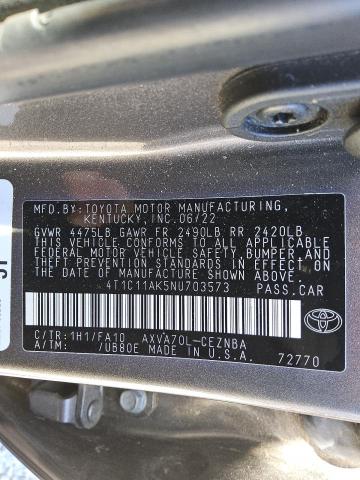 MFD.BY:TOYOTA MOTOR MANUFACTURING,
KENTUCKY,INC.06/22
GVWR 4475LB GAWR FR 2490LB RR 2420LB
THIS VEHICLE CONFORMS TO ALL APPLICABLE
FEDERAL MOTOR VEHICLE SAFETY,BUMPER,AND
THEFT PREVENTION STANDARDS IN EFFECT ON
THE DATE OF MANUFACTURE SHOWN ABOVE.
4T1C11AK5NU703573 PASS.CAR
C/TR:1H1/FA10 AXVA70L-CEZNBA
A/TM: /UB80E MADE IN U.S.A. 72770
TOYOTA